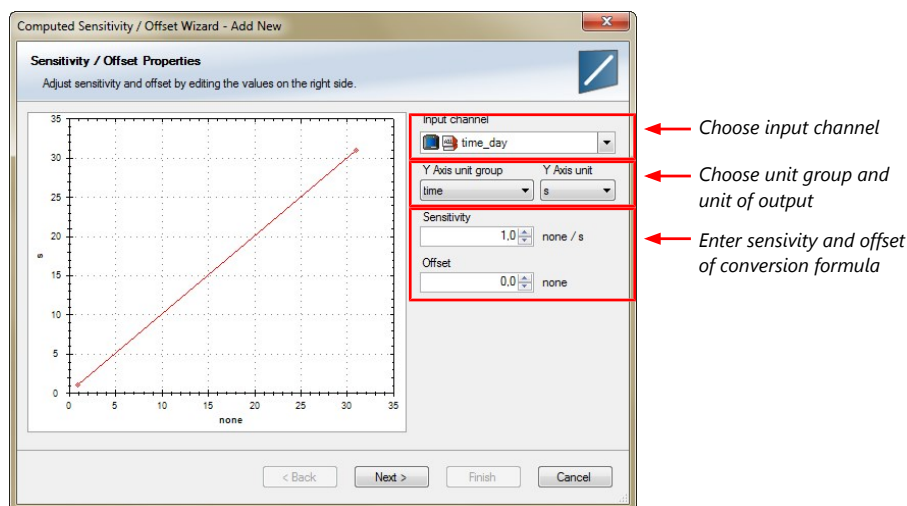 Computed Sensitivity / Offset Wizard - Add New
Sensitivity / Offset Properties
Adjust sensitivity and offset by editing the values on the right side.
35
30
25
20
15
10
5
0
s
0 5 10 15 20 25 30 35
none
Input channel
time_day
Y Axis unit group Y Axis unit
time s
Sensitivity
1,0 none / s
Offset
0,0 none
Choose input channel
Choose unit group and
unit of output
Enter sensivity and offset
of conversion formula
< Back Next > Finish Cancel